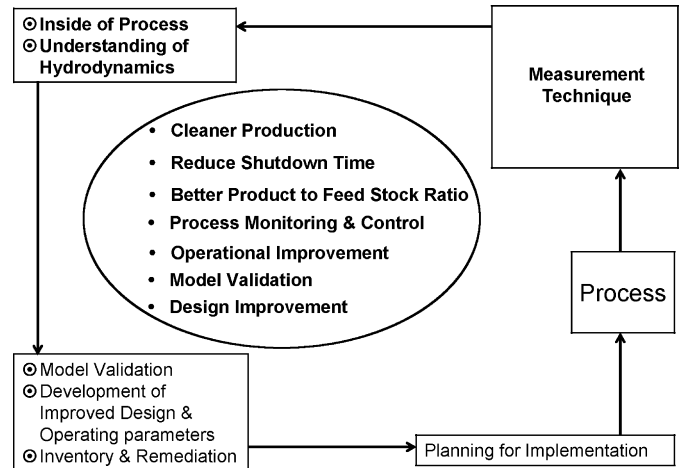 ⊙ Inside of Process
⊙ Understanding of
Hydrodynamics
Measurement
Technique
• Cleaner Production
• Reduce Shutdown Time
• Better Product to Feed Stock Ratio
• Process Monitoring & Control
• Operational Improvement
• Model Validation
• Design Improvement
Process
⊙ Model Validation
⊙ Development of
Improved Design &
Operating parameters
⊙ Inventory & Remediation
Planning for Implementation